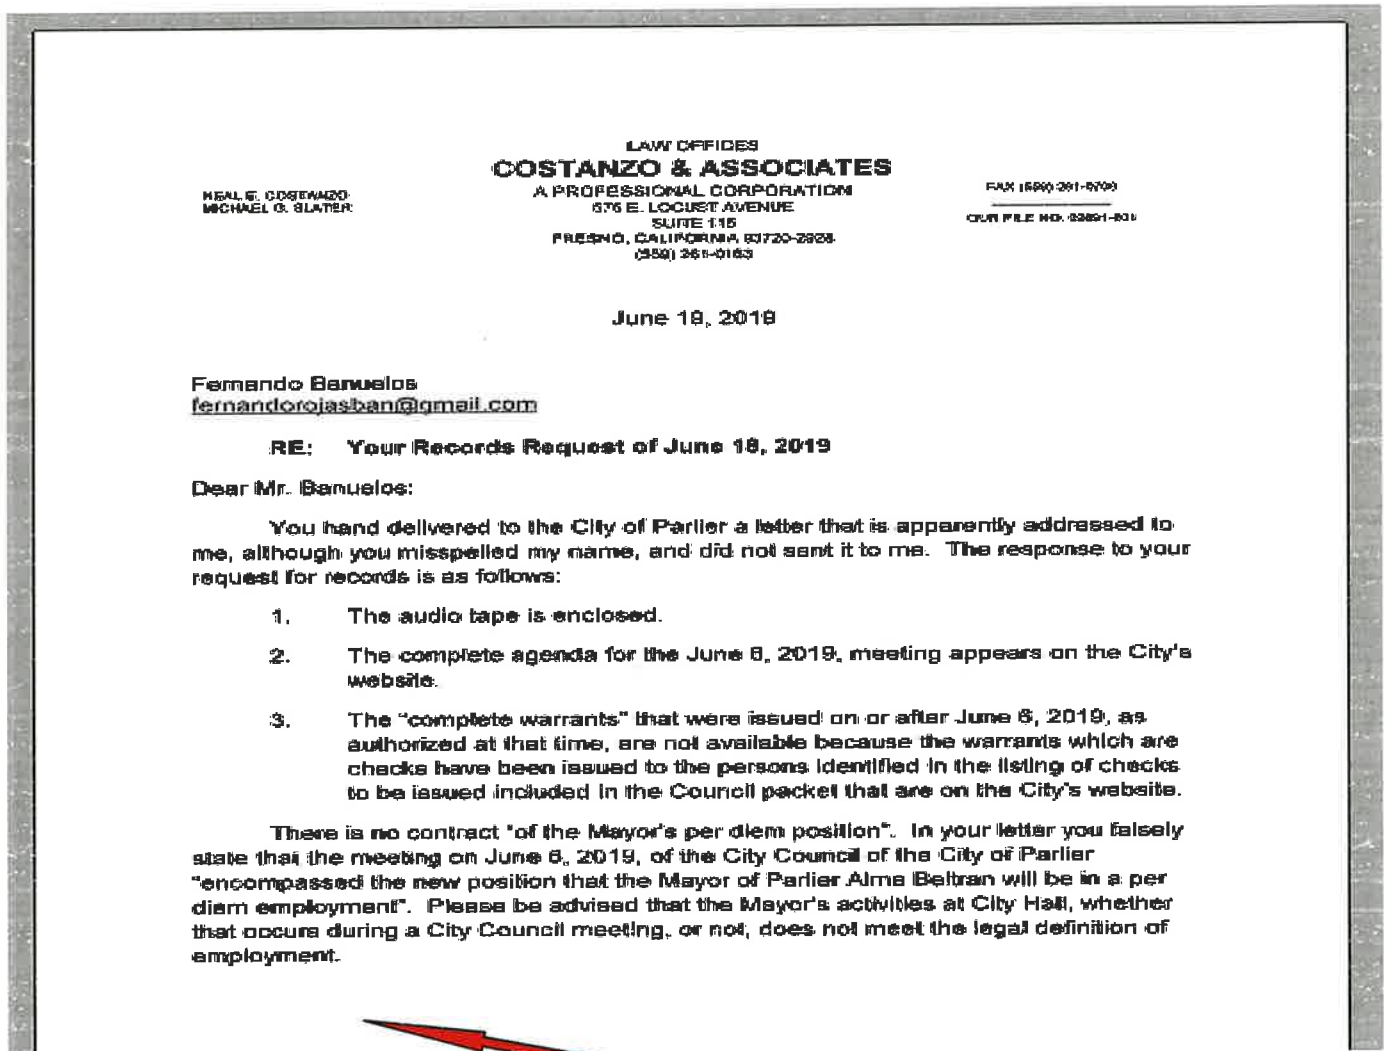 LAW OFFICES
COSTANZO & ASSOCIATES
A PROFESSIONAL CORPORATION
575 E. LOCUST AVENUE
SUITE 115
FRESNO, CALIFORNIA 93720-2928
(559) 261-0163
NEAL E. COSTANZO
MICHAEL G. SLATER
FAX (559) 261-0706
OUR FILE NO.
June 19, 2019
Fernando Banuelos
fernandorojasban@gmail.com
RE: Your Records Request of June 18, 2019
Dear Mr. Banuelos:
You hand delivered to the City of Parlier a letter that is apparently addressed to
me, although you misspelled my name, and did not sent it to me. The response to your
request for records is as follows:
1. The audio tape is enclosed.
2. The complete agenda for the June 6, 2019, meeting appears on the City's
website.
3. The "complete warrants" that were issued on or after June 6, 2019, as
authorized at that time, are not available because the warrants which are
checks have been issued to the persons identified in the listing of checks
to be issued included in the Council packet that are on the City's website.
There is no contract "of the Mayor's per diem position". In your letter you falsely
state that the meeting on June 6, 2019, of the City Council of the City of Parlier
"encompassed the new position that the Mayor of Parlier Alma Beltran will be in a per
diem employment". Please be advised that the Mayor's activities at City Hall, whether
that occurs during a City Council meeting, or not, does not meet the legal definition of
employment.